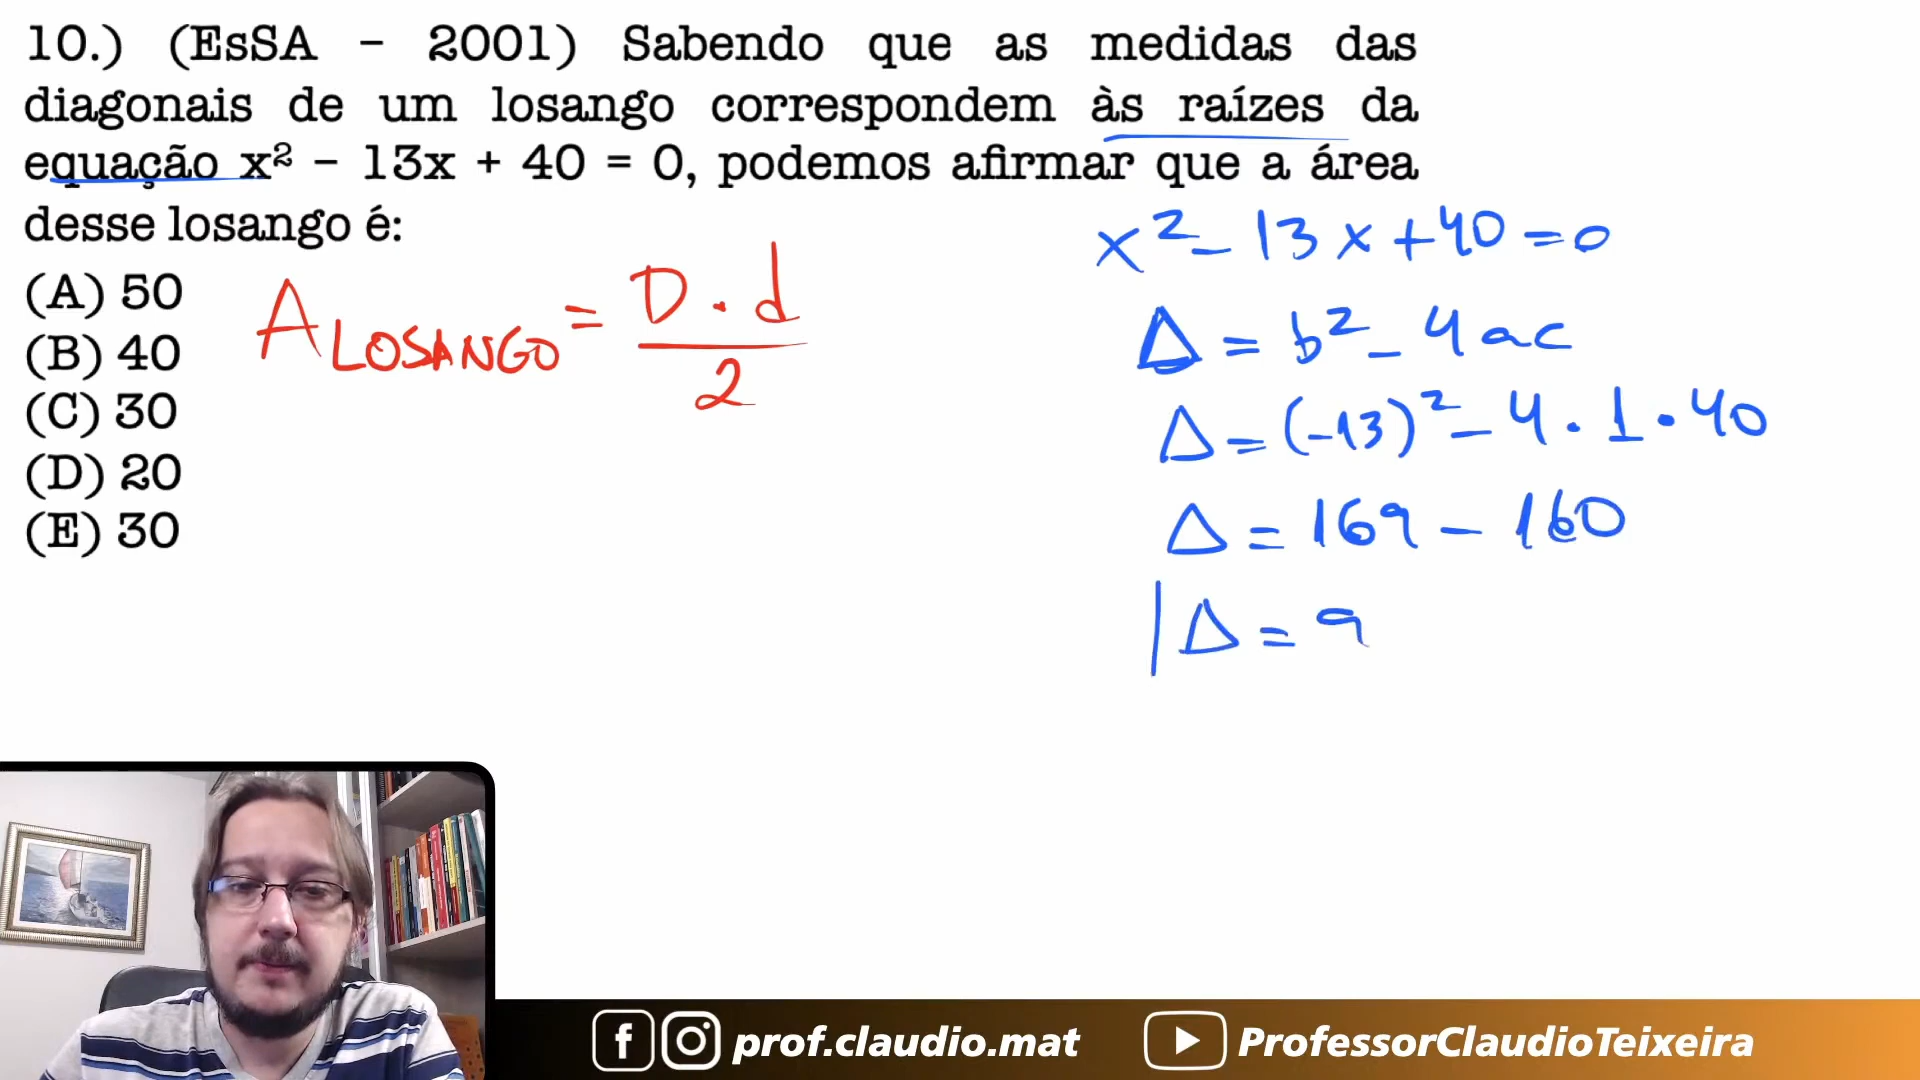 10.) (EsSA - 2001) Sabendo que as medidas das
diagonais de um losango correspondem às raízes da
equação x² - 13x + 40 = 0, podemos afirmar que a área
desse losango é:
(A) 50
(B) 40
(C) 30
(D) 20
(E) 30
A LOSANGO = D . d / 2
x² - 13x + 40 = 0
Δ = b² - 4ac
Δ = (-13)² - 4 . 1 . 40
Δ = 169 - 160
Δ = 9
prof.claudio.mat
ProfessorClaudioTeixeira